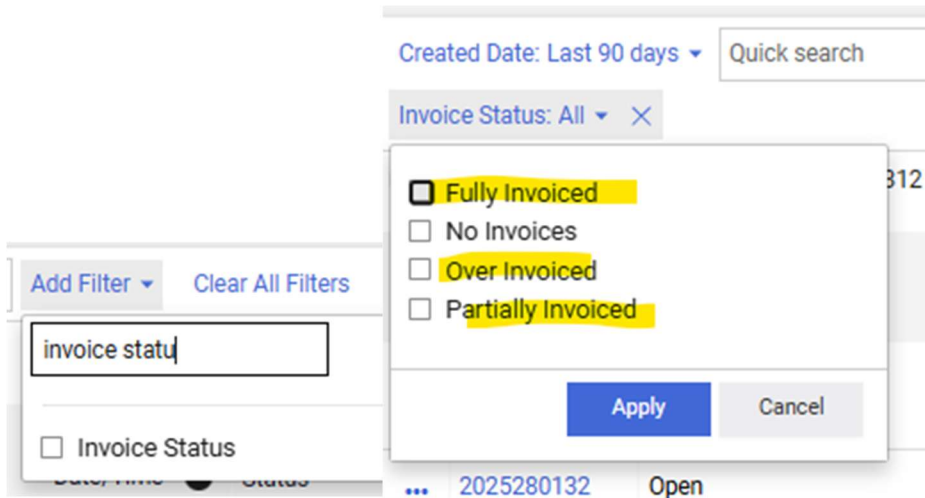 Add Filter
Clear All Filters
invoice statu
Invoice Status
Date/Time
Status
Created Date: Last 90 days
Quick search
Invoice Status: All
312
Fully Invoiced
No Invoices
Over Invoiced
Partially Invoiced
Apply
Cancel
2025280132
Open